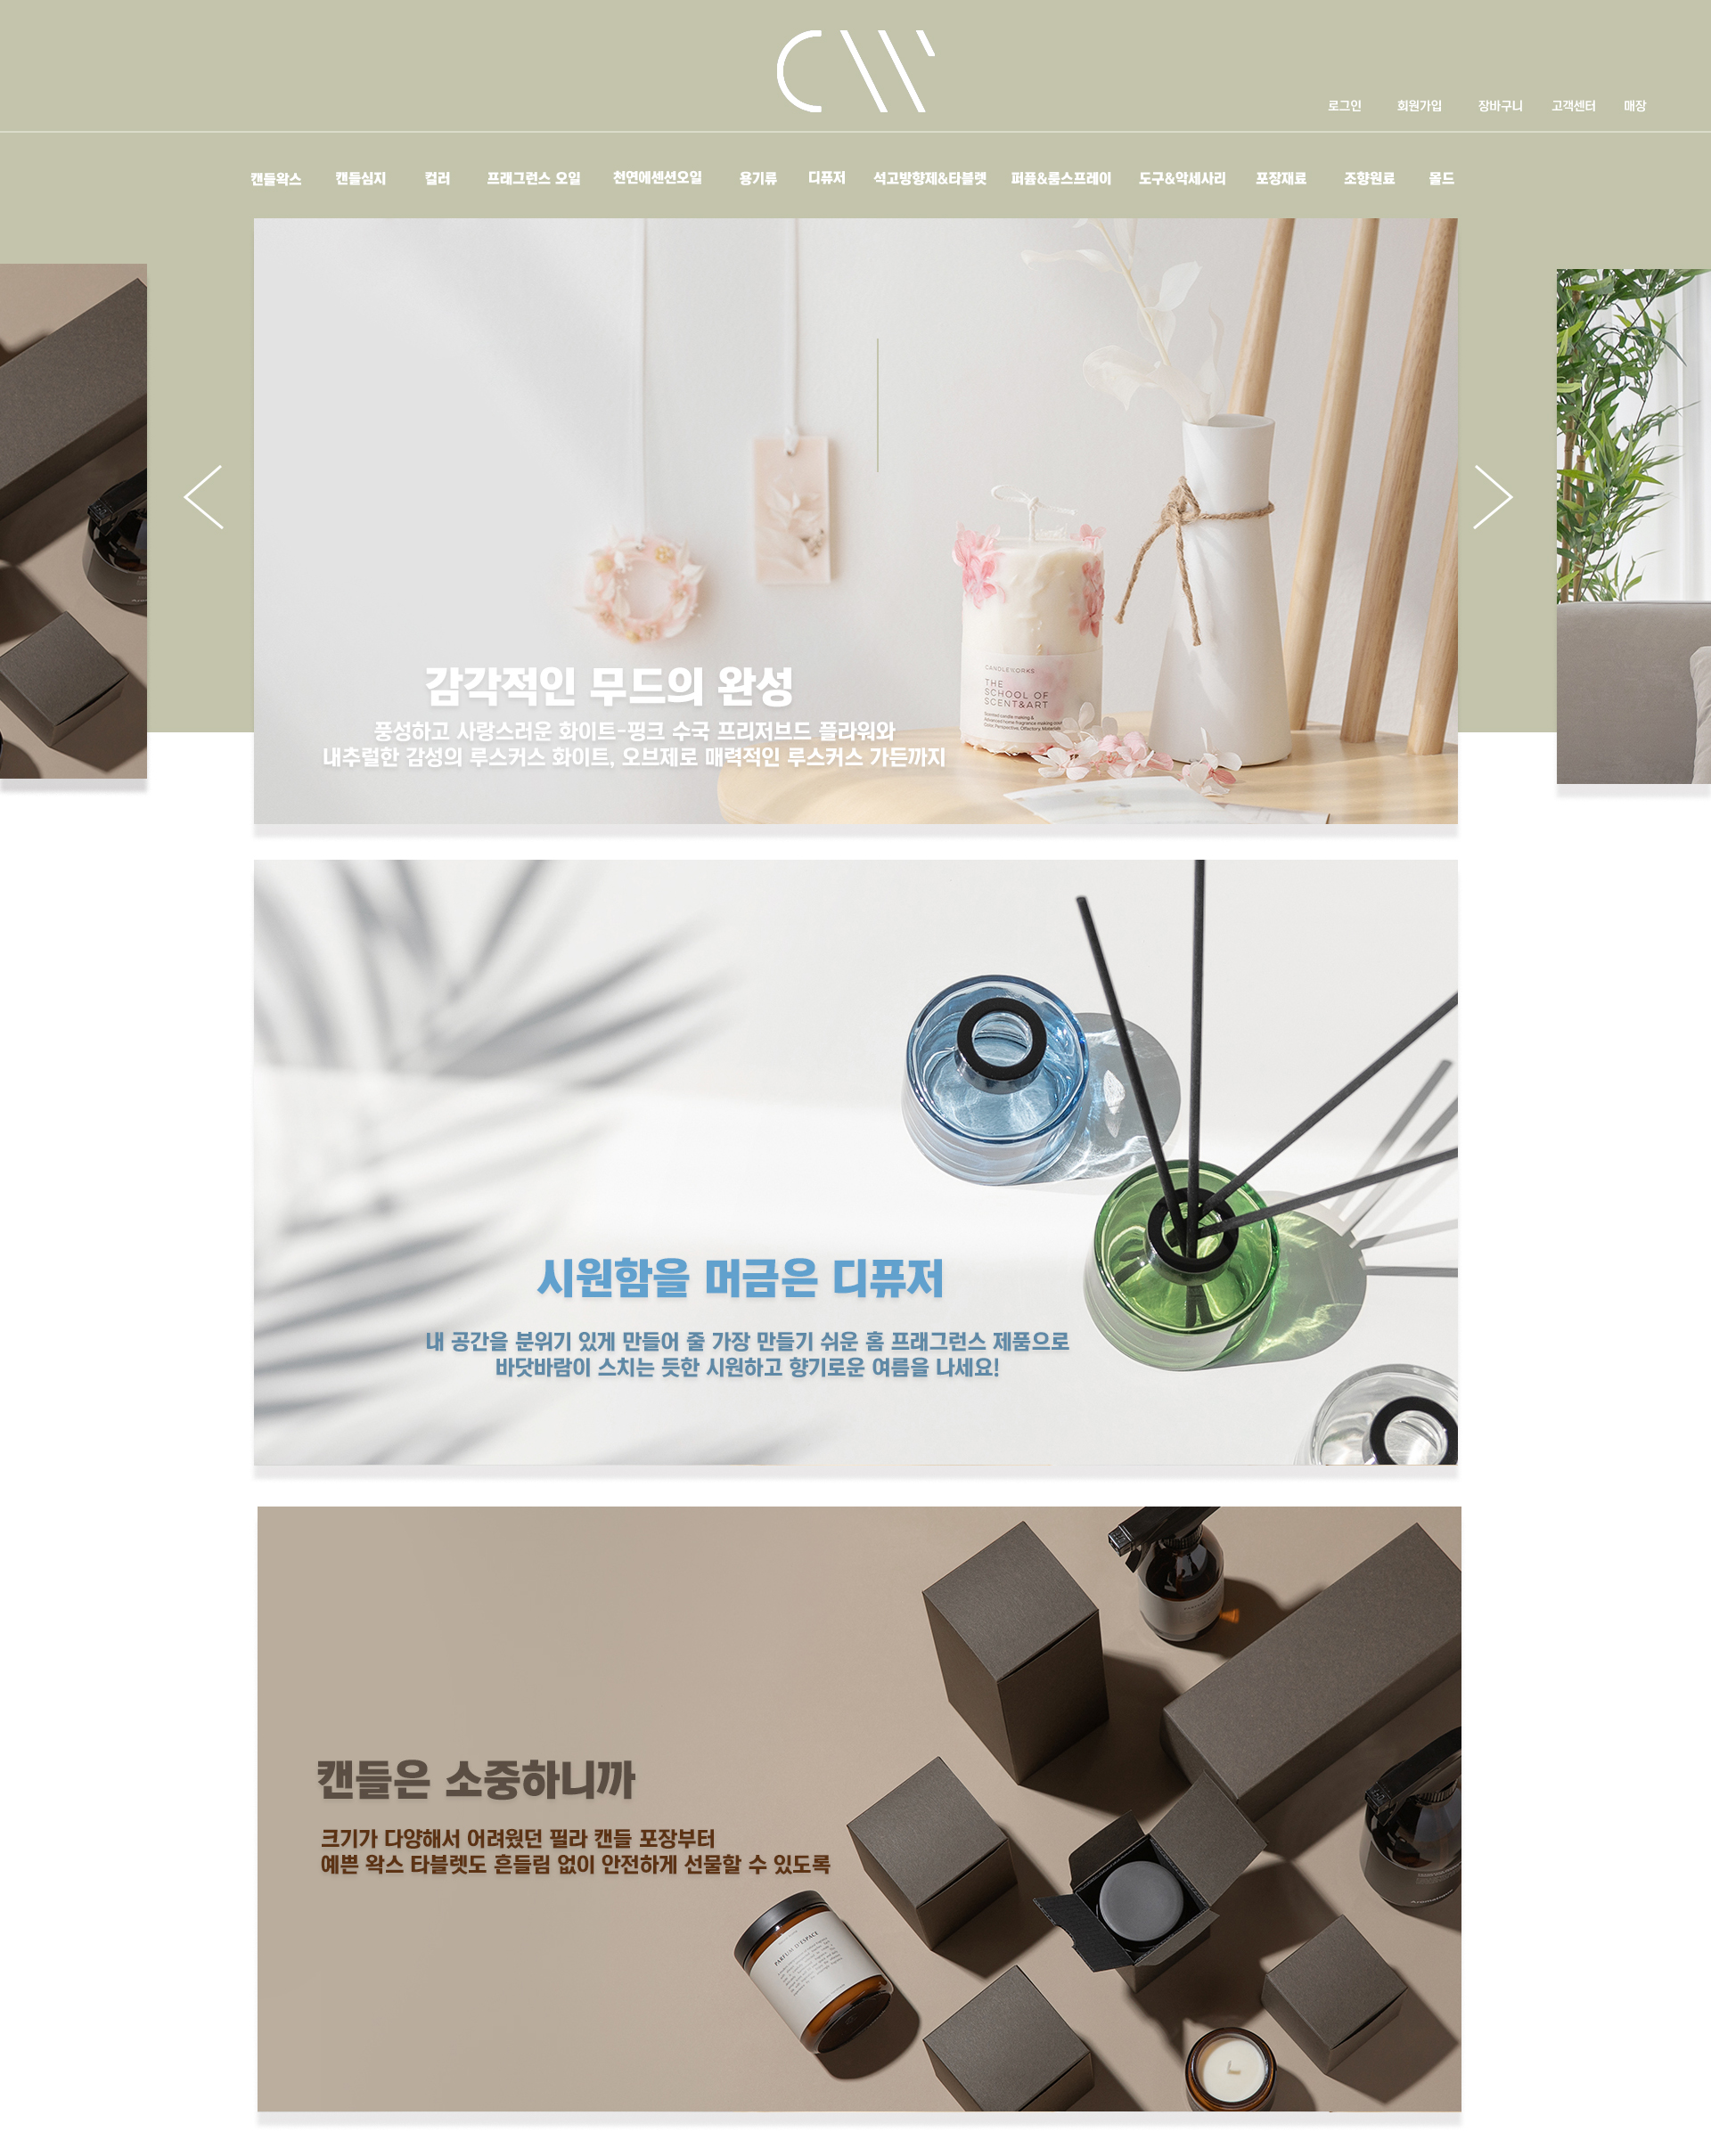 CW
로그인 회원가입 장바구니 고객센터 매장
캔들왁스 캔들심지 컬러 프래그런스 오일 천연에센션오일 용기류 디퓨저 석고방향제&타블렛 퍼퓸&룸스프레이 도구&악세사리 포장재료 조향원료 몰드
CANDLEWORKS
THE
SCHOOL OF
SCENT&ART
감각적인 무드의 완성
풍성하고 사랑스러운 화이트-핑크 수국 프리저브드 플라워와
내추럴한 감성의 루스커스 화이트, 오브제로 매력적인 루스커스 가든까지
시원함을 머금은 디퓨저
내 공간을 분위기 있게 만들어 줄 가장 만들기 쉬운 홈 프래그런스 제품으로
바닷바람이 스치는 듯한 시원하고 향기로운 여름을 나세요!
캔들은 소중하니까
크기가 다양해서 어려웠던 필라 캔들 포장부터
예쁜 왁스 타블렛도 흔들림 없이 안전하게 선물할 수 있도록
PARFUM D'ESPACE